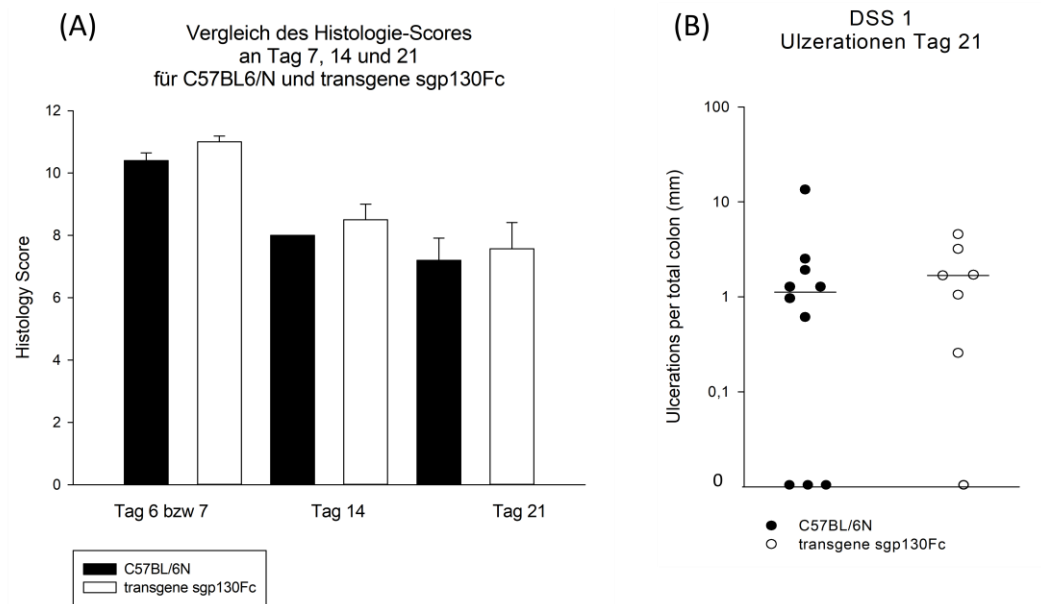 (A)
Vergleich des Histologie-Scores
an Tag 7, 14 und 21
für C57BL6/N und transgene sgp130Fc
12
10
8
6
4
2
0
Histology Score
Tag 6 bzw 7 Tag 14 Tag 21
C57BL/6N
transgene sgp130Fc
(B)
DSS 1
Ulzerationen Tag 21
100
10
1
0,1
0
Ulcerations per total colon (mm)
C57BL/6N
transgene sgp130Fc